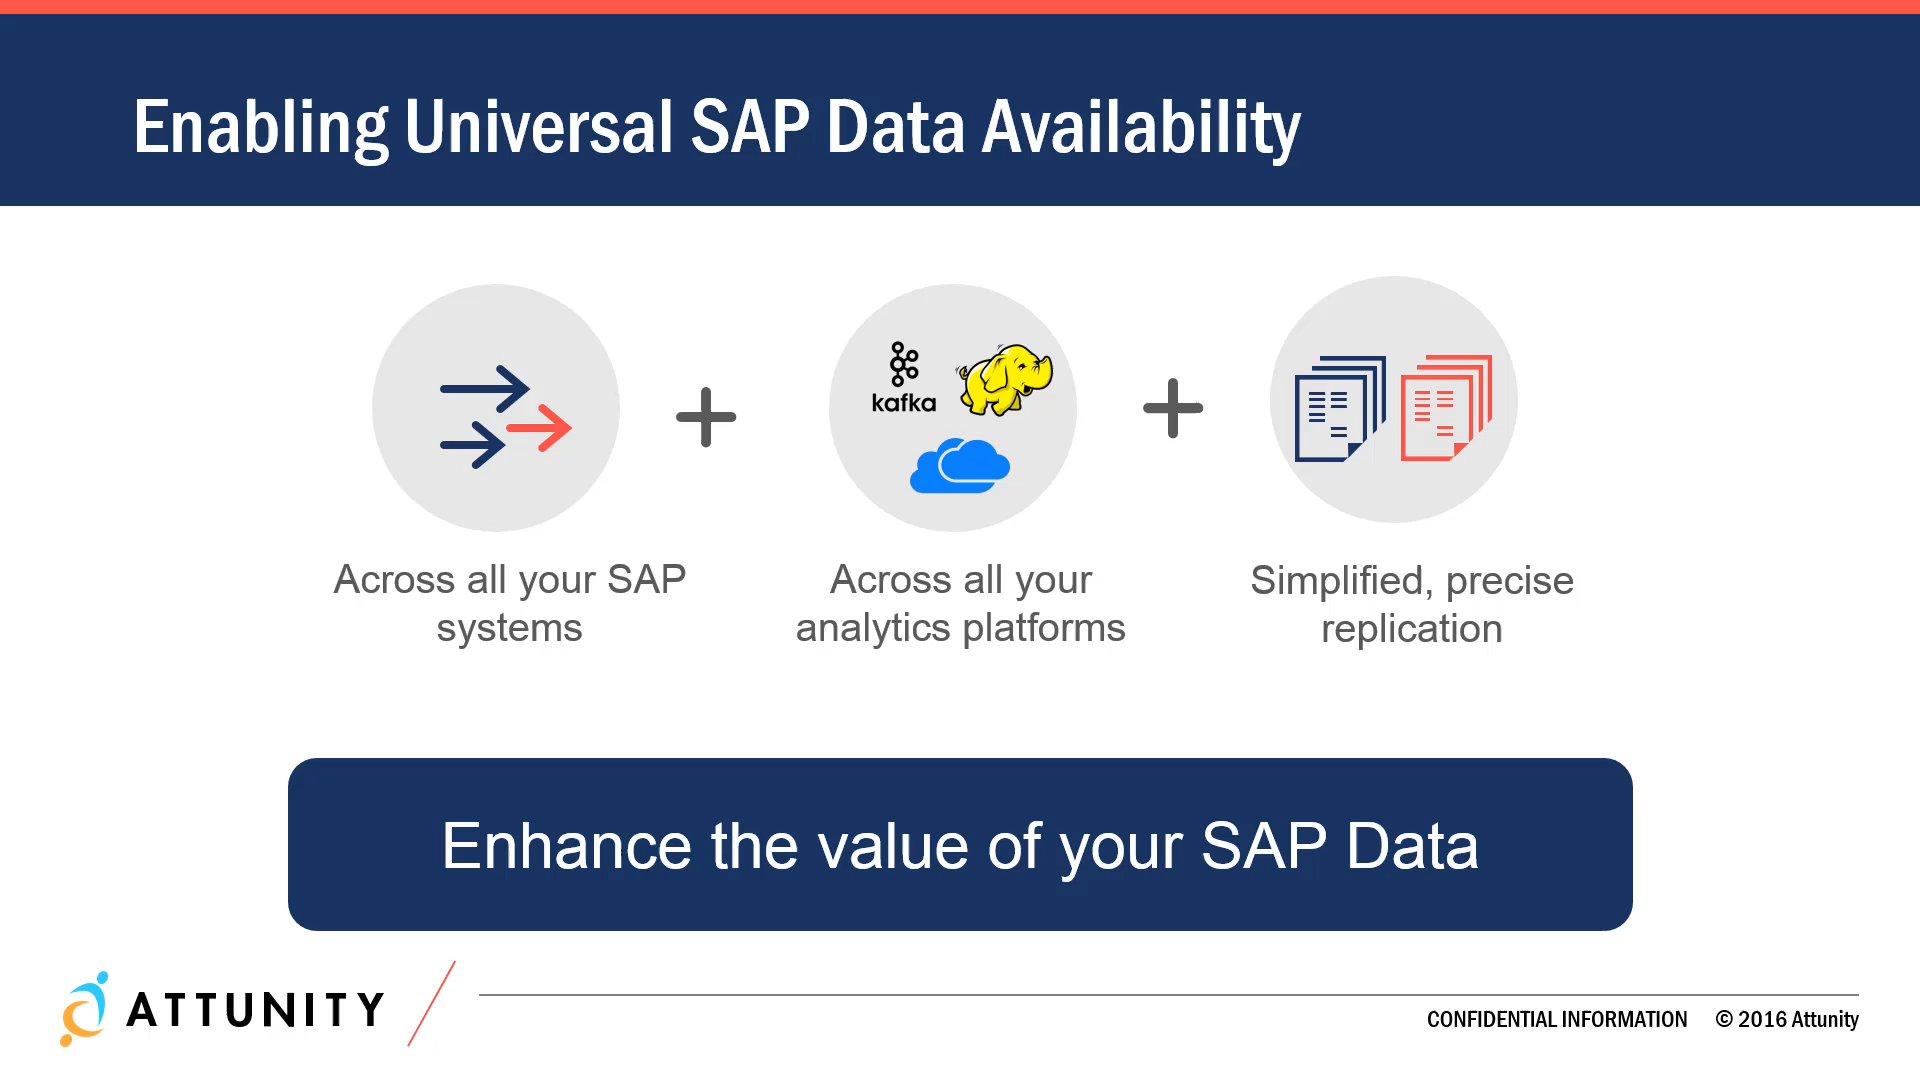 Enabling Universal SAP Data Availability
kafka
Across all your SAP
systems
Across all your
analytics platforms
Simplified, precise
replication
Enhance the value of your SAP Data
ATTUNITY
CONFIDENTIAL INFORMATION © 2016 Attunity